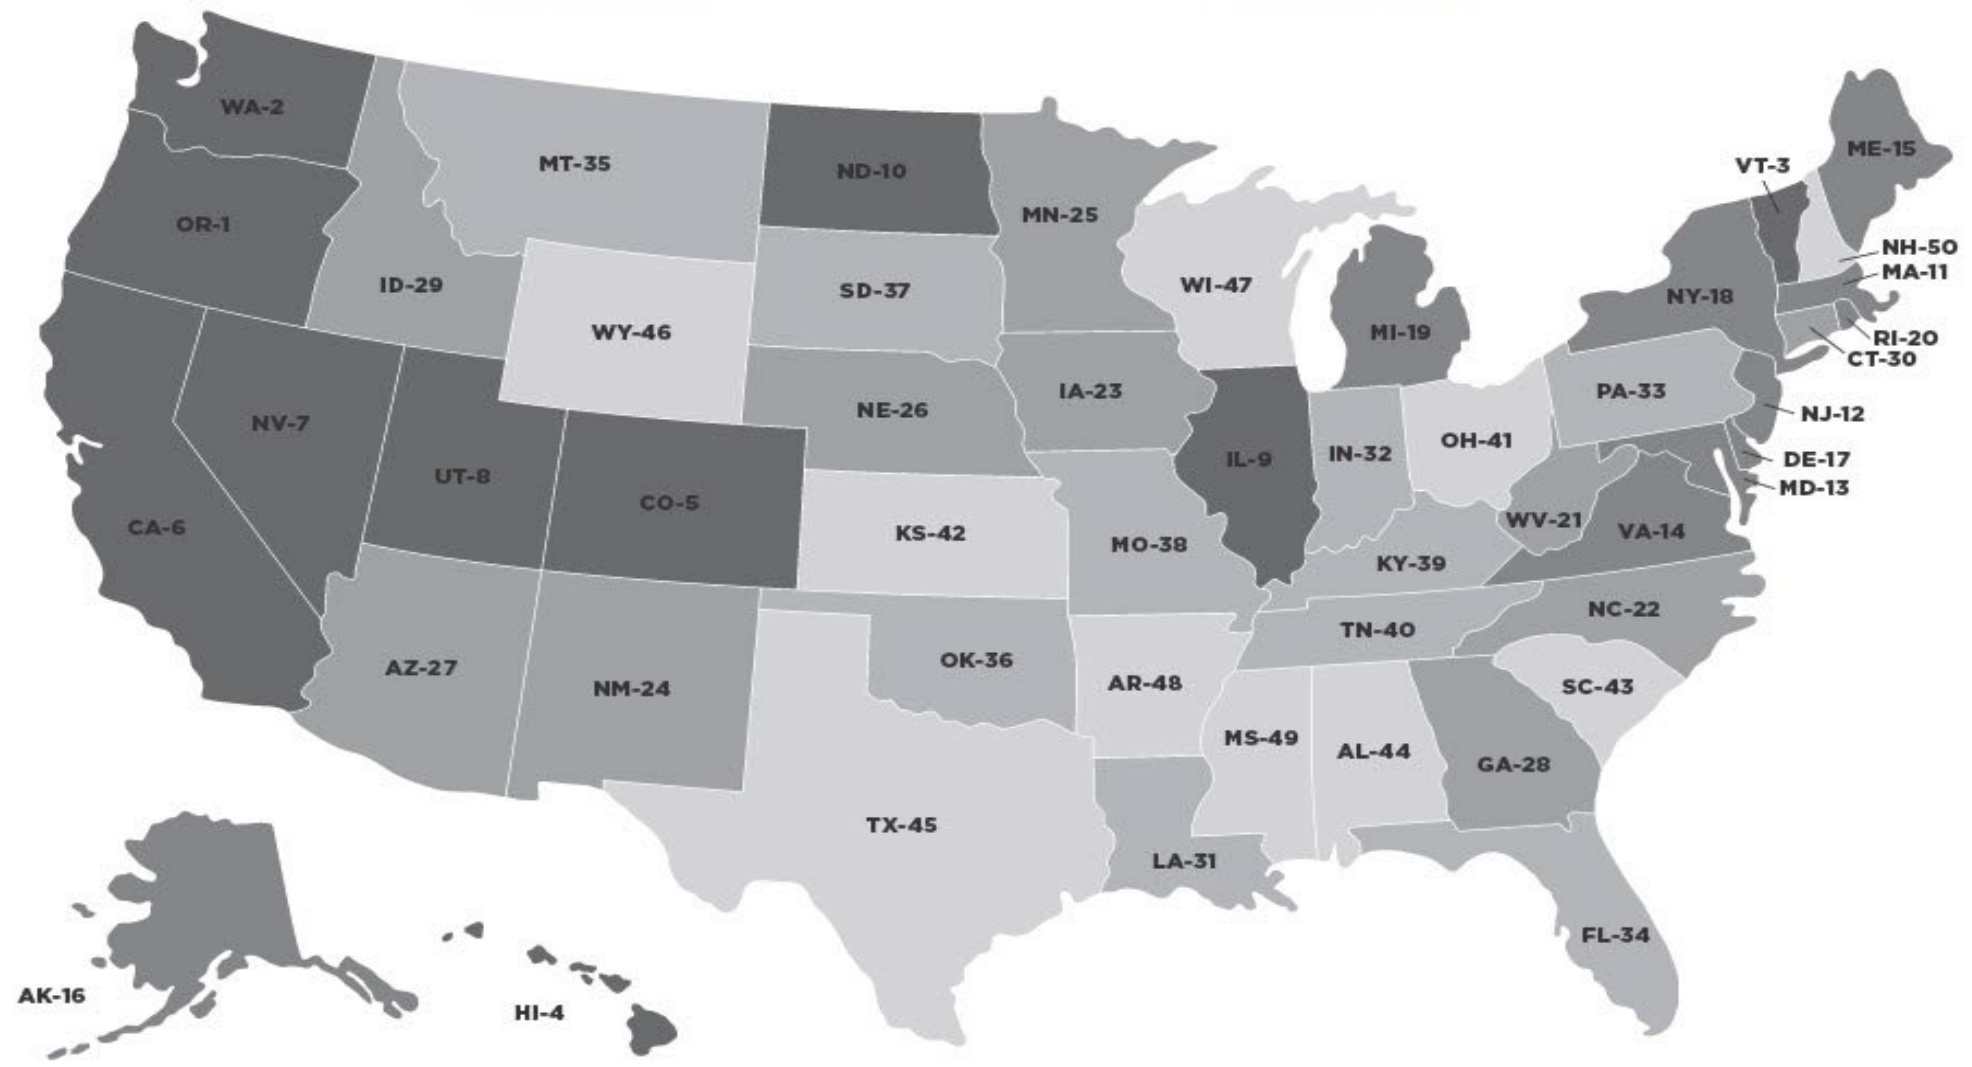 WA-2
MT-35
ND-10
MN-25
VT-3
ME-15
OR-1
ID-29
SD-37
WI-47
NH-50
MA-11
NY-18
WY-46
MI-19
RI-20
CT-30
NE-26
IA-23
PA-33
NJ-12
NV-7
UT-8
CO-5
IL-9
IN-32
OH-41
DE-17
MD-13
CA-6
KS-42
MO-38
WV-21
VA-14
KY-39
NC-22
TN-40
AZ-27
NM-24
OK-36
AR-48
SC-43
MS-49
AL-44
GA-28
TX-45
LA-31
FL-34
AK-16
HI-4